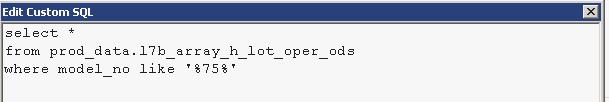 Edit Custom SQL
select *
from prod_data.l7b_array_h_lot_oper_ods
where model_no like '%75%'